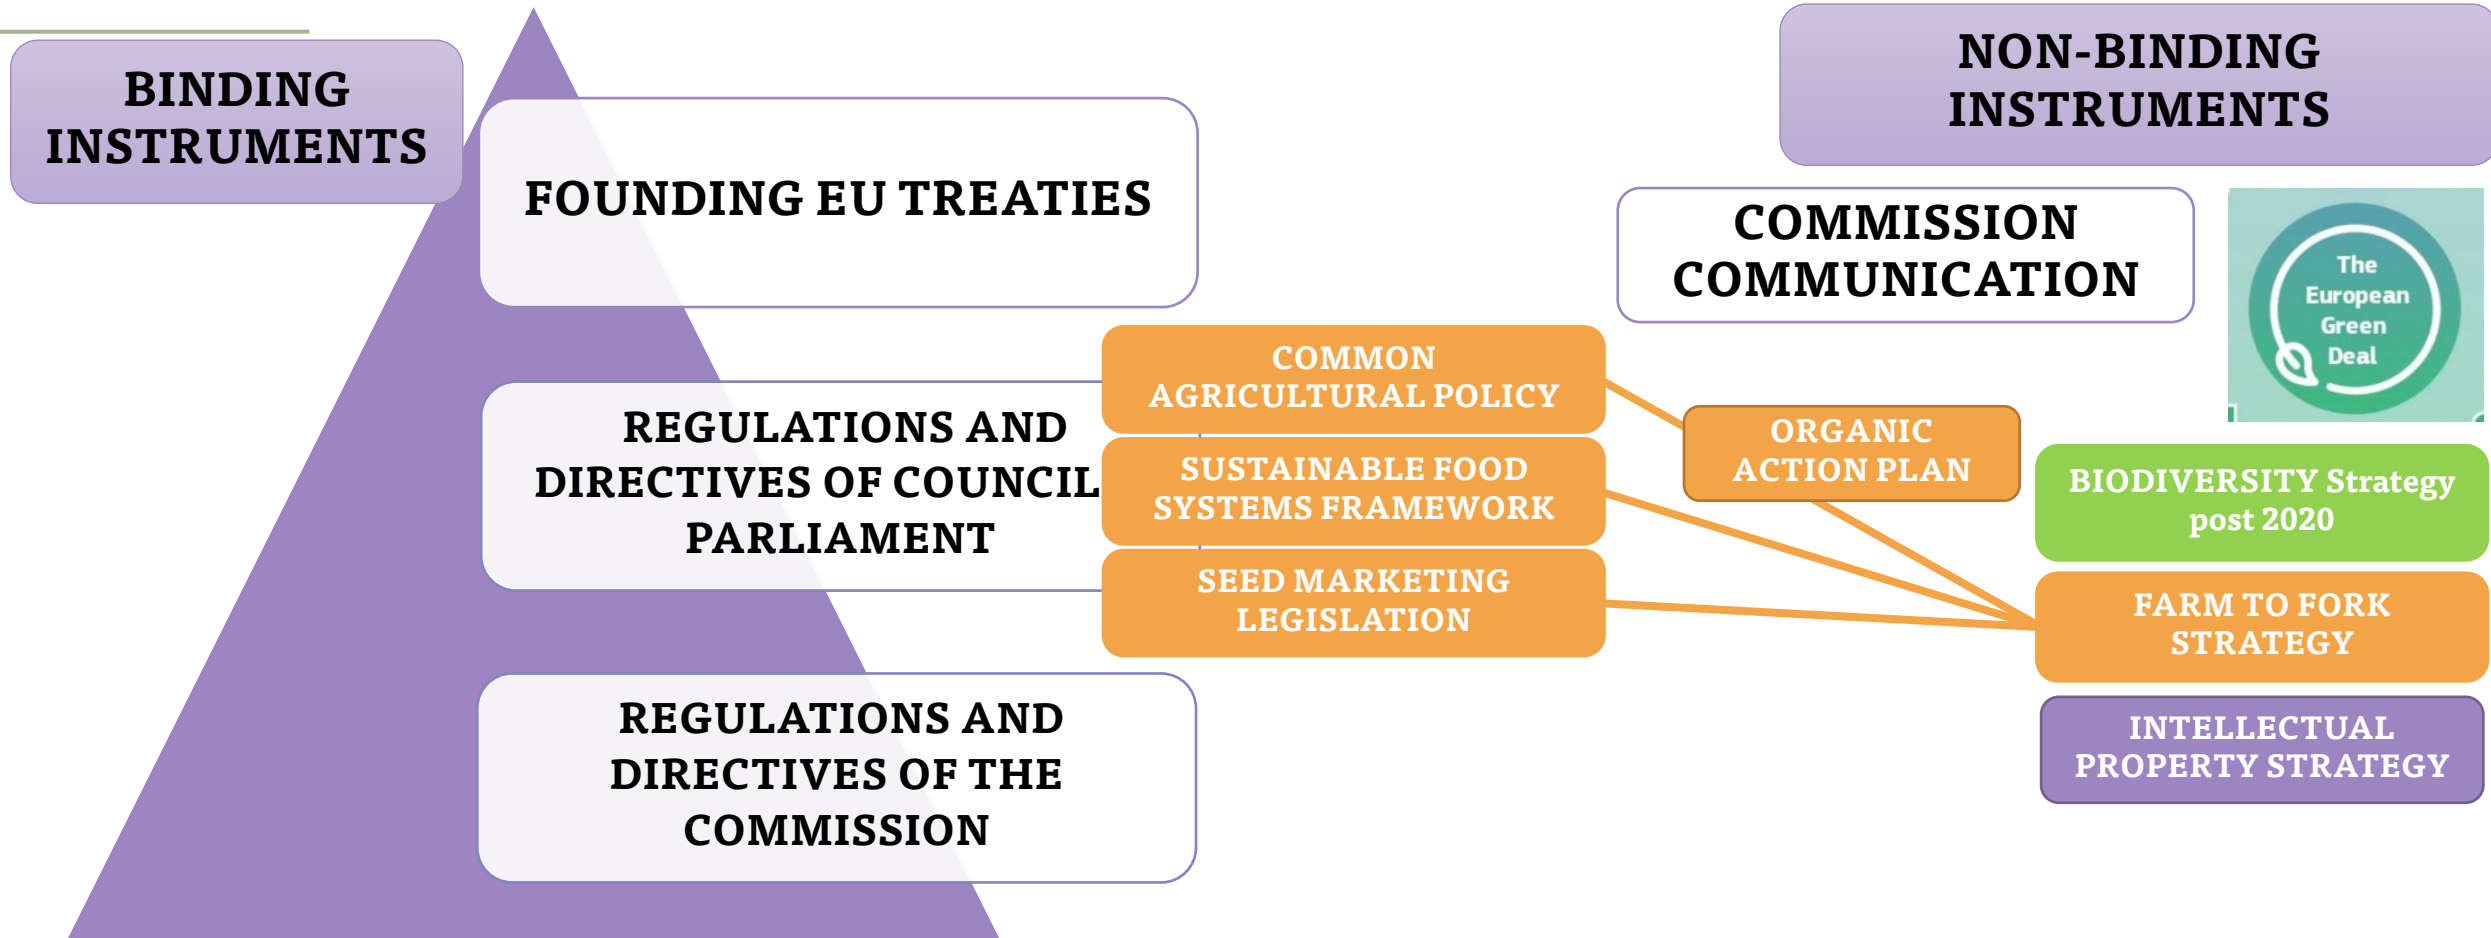 BINDING
INSTRUMENTS
FOUNDING EU TREATIES
REGULATIONS AND
DIRECTIVES OF COUNCIL
PARLIAMENT
REGULATIONS AND
DIRECTIVES OF THE
COMMISSION
COMMON
AGRICULTURAL POLICY
SUSTAINABLE FOOD
SYSTEMS FRAMEWORK
SEED MARKETING
LEGISLATION
NON-BINDING
INSTRUMENTS
COMMISSION
COMMUNICATION
The
European
Green
Deal
ORGANIC
ACTION PLAN
BIODIVERSITY Strategy
post 2020
FARM TO FORK
STRATEGY
INTELLECTUAL
PROPERTY STRATEGY